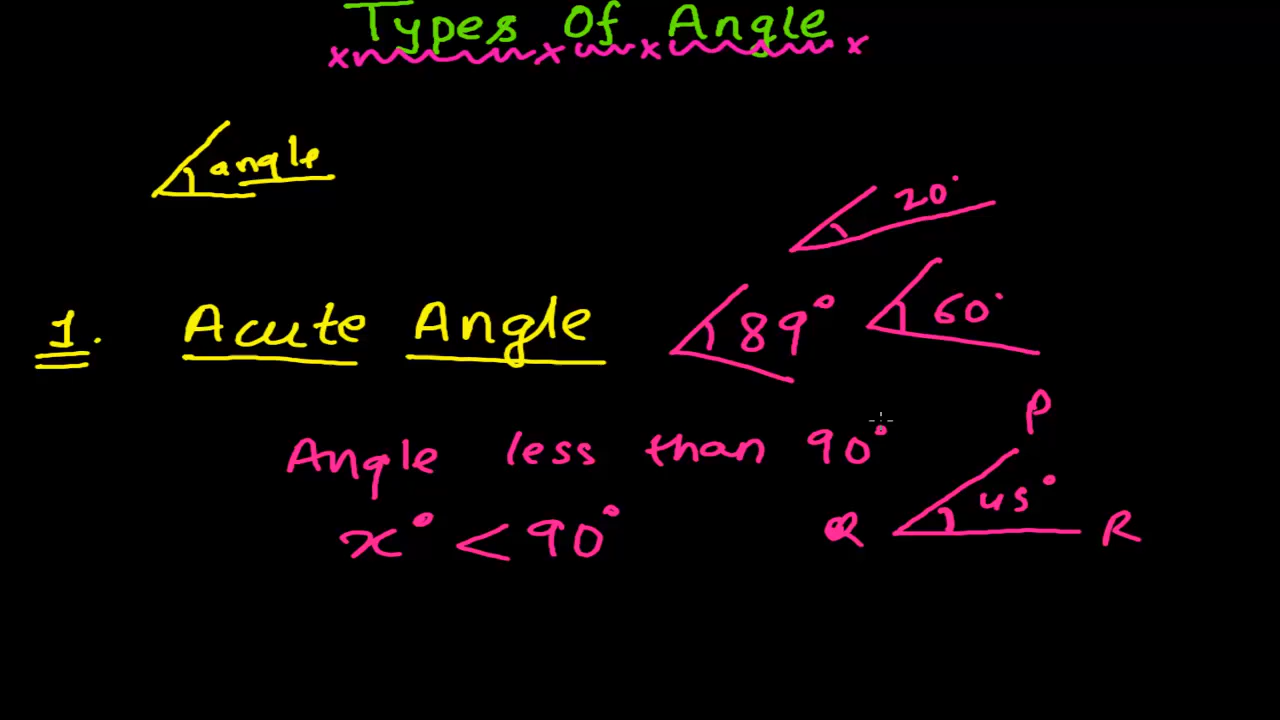 Types Of Angle
angle
20°
1. Acute Angle 89° 60°
P
Angle less than 90°
45°
x° < 90°
Q R